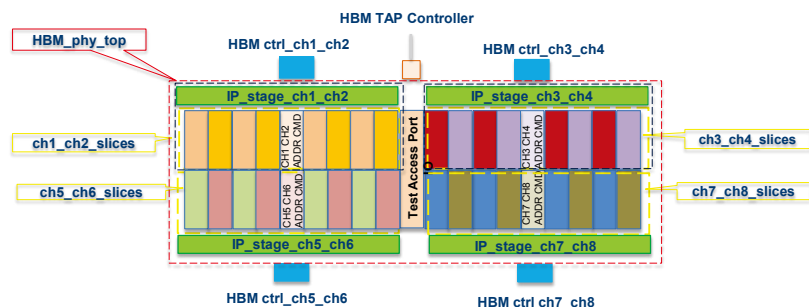 HBM TAP Controller
HBM_phy_top
HBM ctrl_ch1_ch2
HBM ctrl_ch3_ch4
IP_stage_ch1_ch2
IP_stage_ch3_ch4
ch1_ch2_slices
CH1 CH2
ADDR CMD
Test Access Port
CH3 CH4
ADDR CMD
ch3_ch4_slices
ch5_ch6_slices
CH5 CH6
ADDR CMD
CH7 CH8
ADDR CMD
ch7_ch8_slices
IP_stage_ch5_ch6
IP_stage_ch7_ch8
HBM ctrl_ch5_ch6
HBM ctrl ch7_ch8